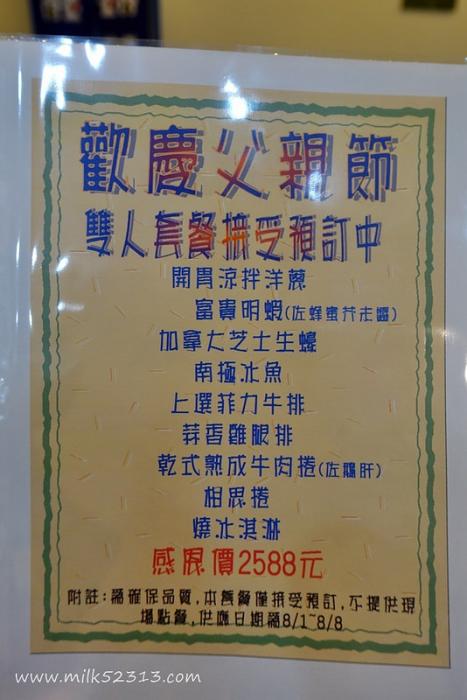 歡慶父親節
雙人套餐接受預訂中
開胃涼拌洋蔥
富貴明蝦(佐蜂蜜芥末醬)
加拿大芝士生蠔
南極冰魚
上選菲力牛排
蒜香雞腿排
乾式熟成牛肉捲(佐鵝肝)
相思捲
燒冰淇淋
感恩價2588元
附註:為確保品質,本套餐僅接受預訂,不提供現
場點餐,供應日期為8/1~8/8
www.milk52313.com